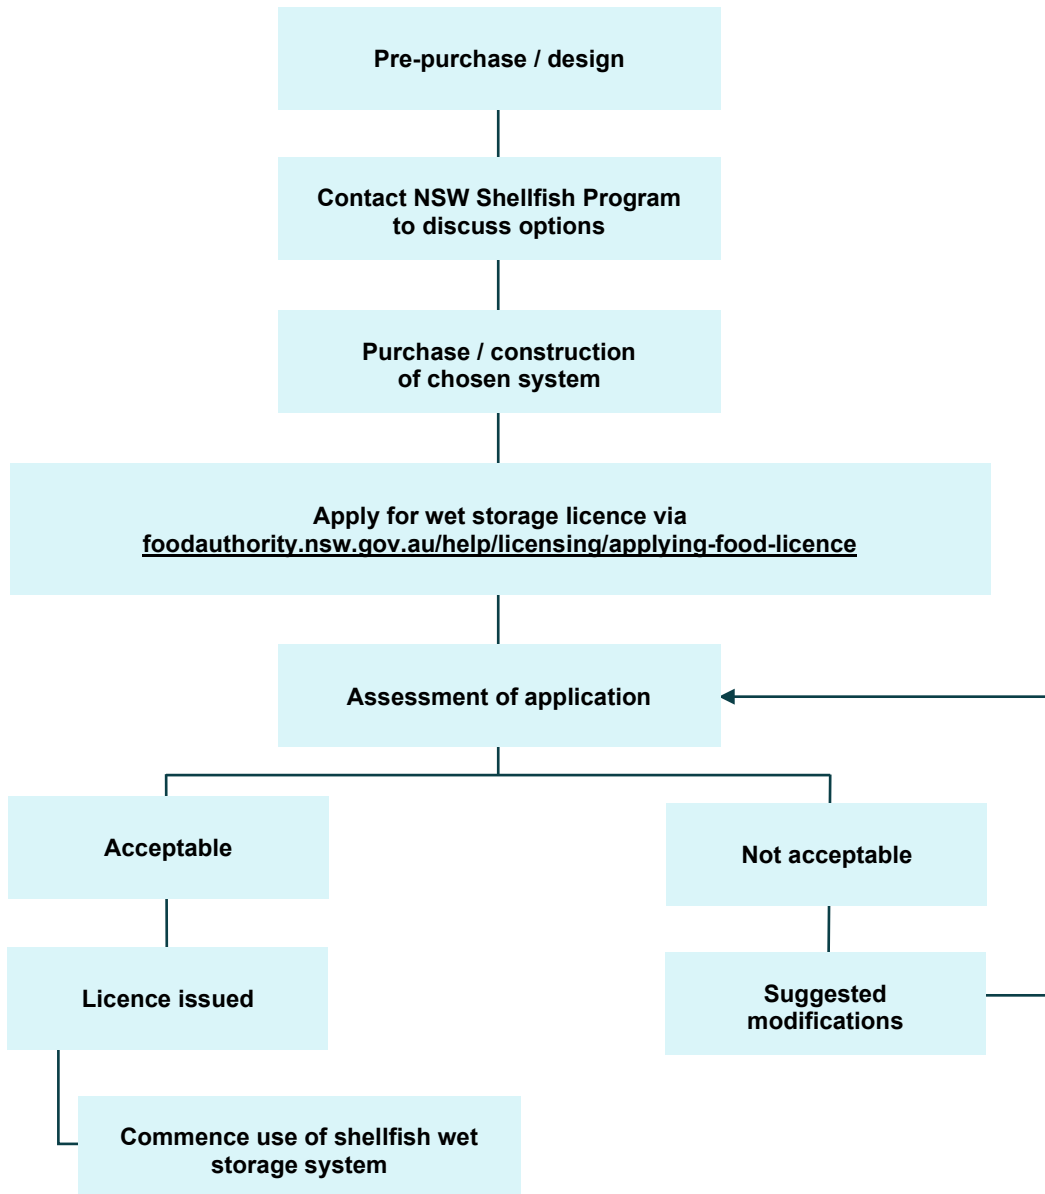 Pre-purchase / design
Contact NSW Shellfish Program
to discuss options
Purchase / construction
of chosen system
Apply for wet storage licence via
foodauthority.nsw.gov.au/help/licensing/applying-food-licence
Assessment of application
Acceptable
Not acceptable
Licence issued
Suggested
modifications
Commence use of shellfish wet
storage system